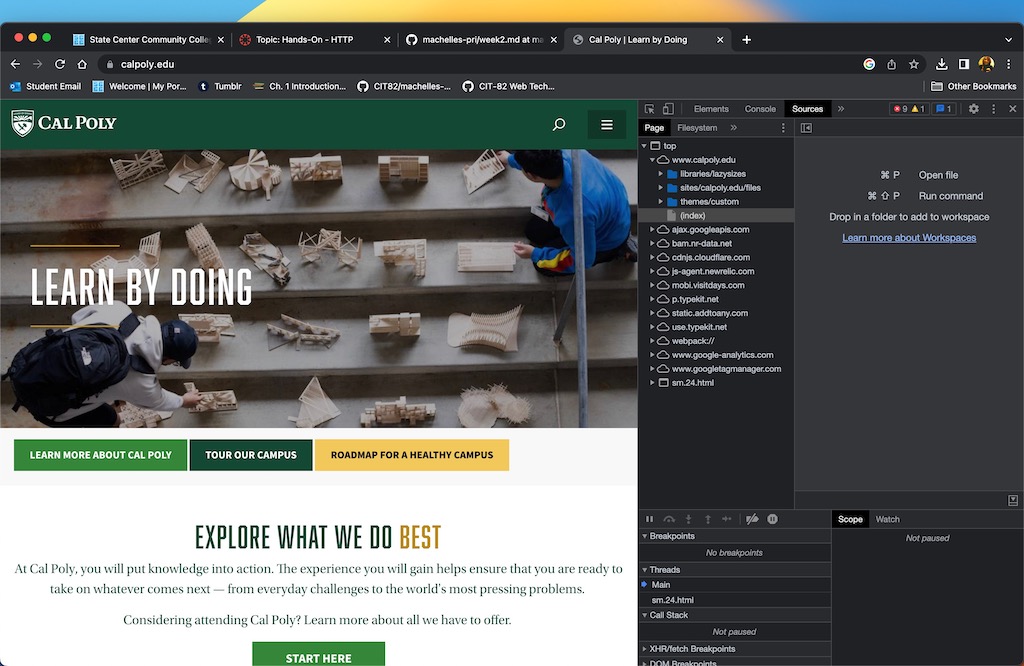 State Center Community Colle
Topic: Hands-On - HTTP
machelles-prj/week2.md at ma
Cal Poly | Learn by Doing
calpoly.edu
Student Email
Welcome | My Por...
Tumblr
Ch. 1 Introduction...
CIT82/machelles-...
CIT-82 Web Tech...
Other Bookmarks
CAL POLY
LEARN BY DOING
LEARN MORE ABOUT CAL POLY
TOUR OUR CAMPUS
ROADMAP FOR A HEALTHY CAMPUS
EXPLORE WHAT WE DO BEST
At Cal Poly, you will put knowledge into action. The experience you will gain helps ensure that you are ready to
take on whatever comes next — from everyday challenges to the world's most pressing problems.
Considering attending Cal Poly? Learn more about all we have to offer.
START HERE
Elements Console Sources » 9 1 1
Page Filesystem »
top
www.calpoly.edu
libraries/lazysizes
sites/calpoly.edu/files
themes/custom
(index)
ajax.googleapis.com
bam.nr-data.net
cdnjs.cloudflare.com
js-agent.newrelic.com
mobi.visitdays.com
p.typekit.net
static.addtoany.com
use.typekit.net
webpack://
www.google-analytics.com
www.googletagmanager.com
sm.24.html
⌘ P Open file
⌘ ⇧ P Run command
Drop in a folder to add to workspace
Learn more about Workspaces
Breakpoints
No breakpoints
Threads
Main
sm.24.html
Call Stack
Not paused
XHR/fetch Breakpoints
DOM Breakpoints
Scope Watch
Not paused